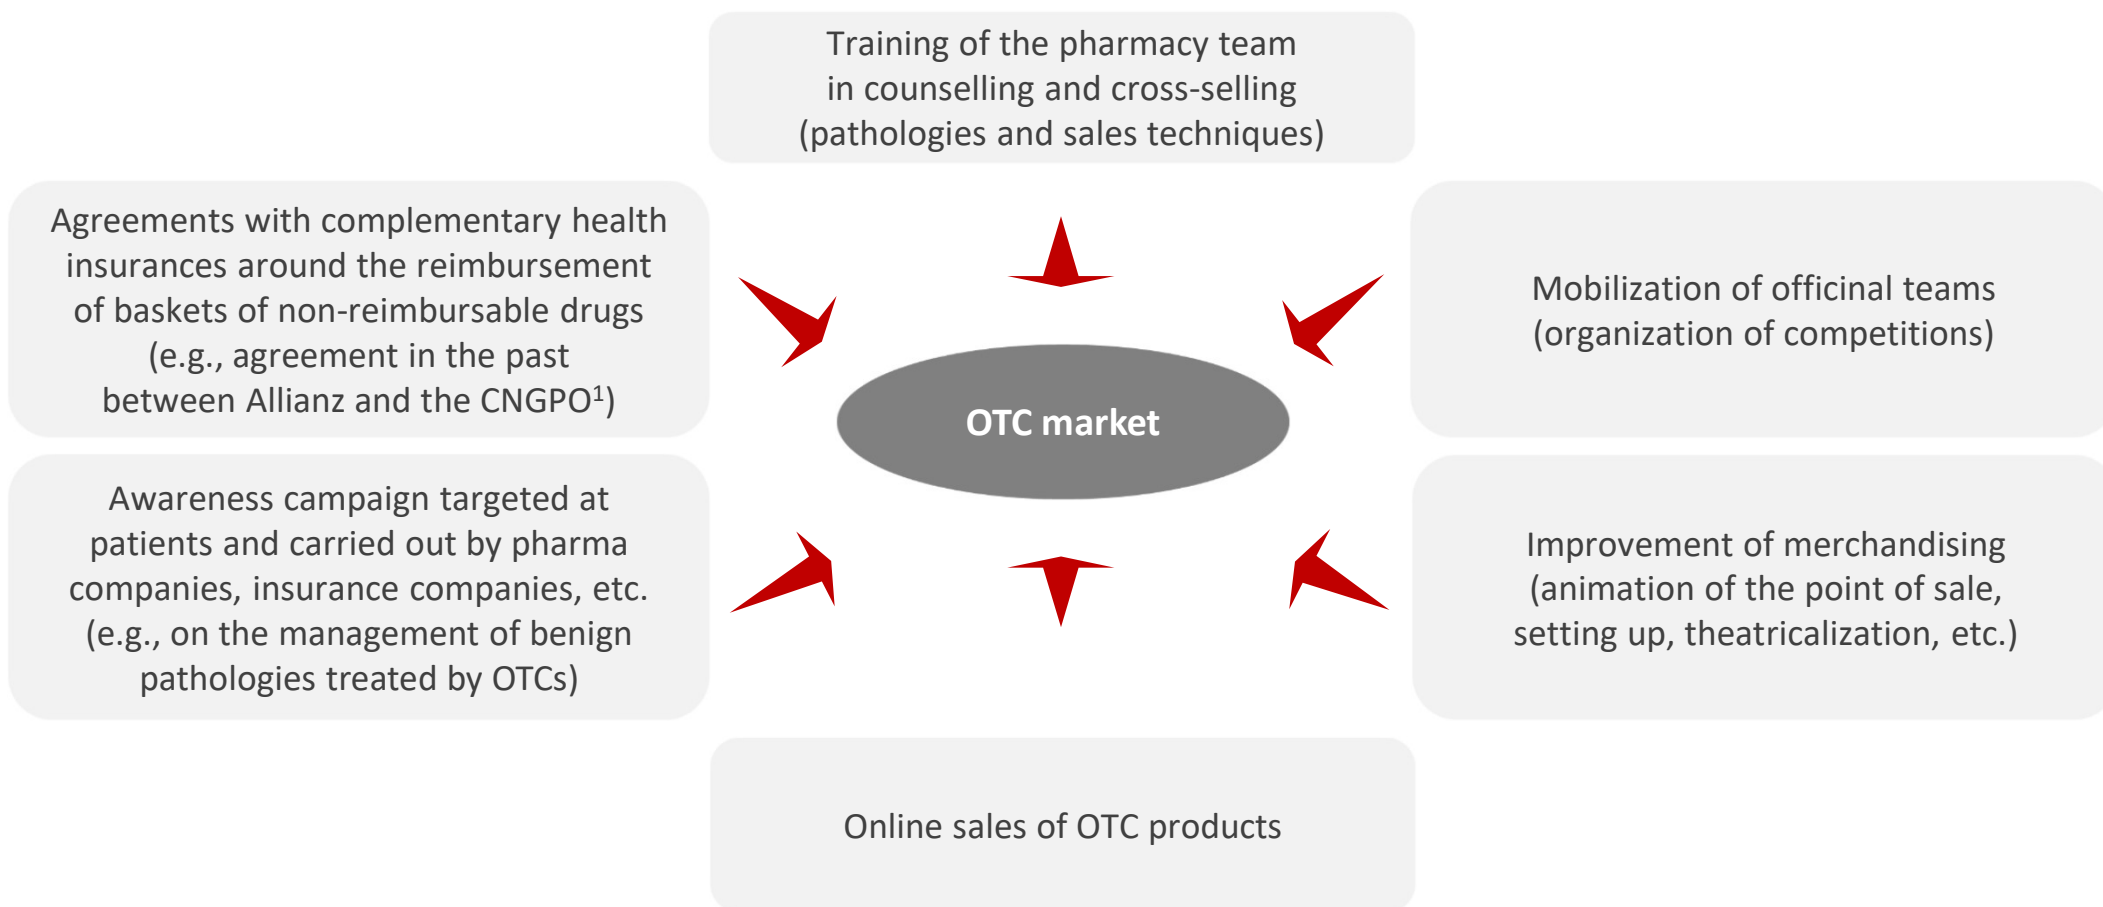 Training of the pharmacy team
in counselling and cross-selling
(pathologies and sales techniques)
Agreements with complementary health
insurances around the reimbursement
of baskets of non-reimbursable drugs
(e.g., agreement in the past
between Allianz and the CNGPO¹)
Mobilization of officinal teams
(organization of competitions)
OTC market
Awareness campaign targeted at
patients and carried out by pharma
companies, insurance companies, etc.
(e.g., on the management of benign
pathologies treated by OTCs)
Improvement of merchandising
(animation of the point of sale,
setting up, theatricalization, etc.)
Online sales of OTC products